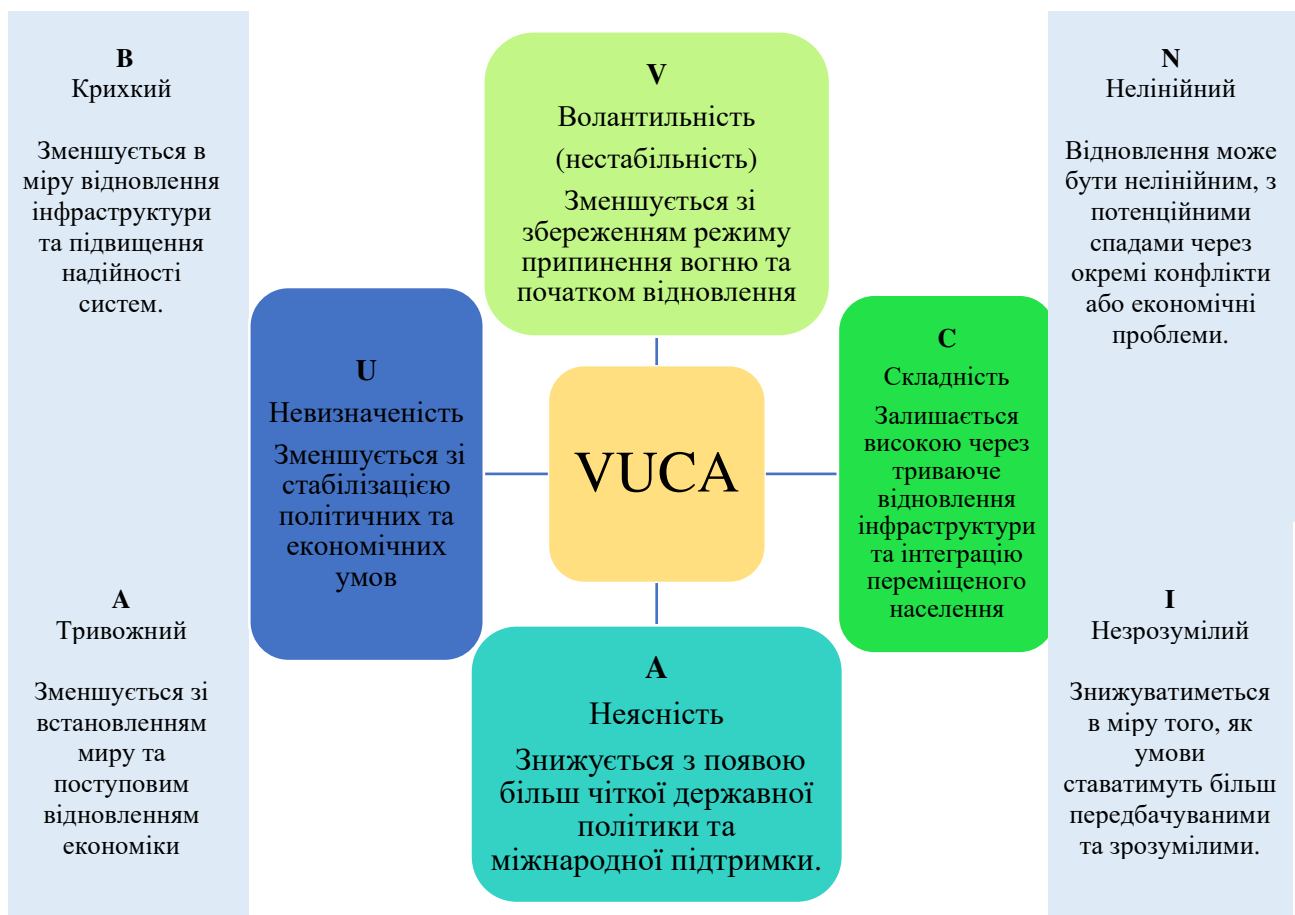 B
Крихкий
Зменшується в
міру відновлення
інфраструктури
та підвищення
надійності
систем.
A
Тривожний
Зменшується зі
встановленням
миру та
поступовим
відновленням
економіки
V
Волантильність
(нестабільність)
Зменшується зі
збереженням режиму
припинення вогню та
початком відновлення
U
Невизначеність
Зменшується зі
стабілізацією
політичних та
економічних
умов
VUCA
C
Складність
Залишається
високою через
триваюче
відновлення
інфраструктури
та інтеграцію
переміщеного
населення
A
Неясність
Знижується з появою
більш чіткої державної
політики та
міжнародної підтримки.
N
Нелінійний
Відновлення може
бути нелінійним, з
потенційними
спадами через
окремі конфлікти
або економічні
проблеми.
I
Незрозумілий
Знижуватиметься
в міру того, як
умови
ставатимуть більш
передбачуваними
та зрозумілими.